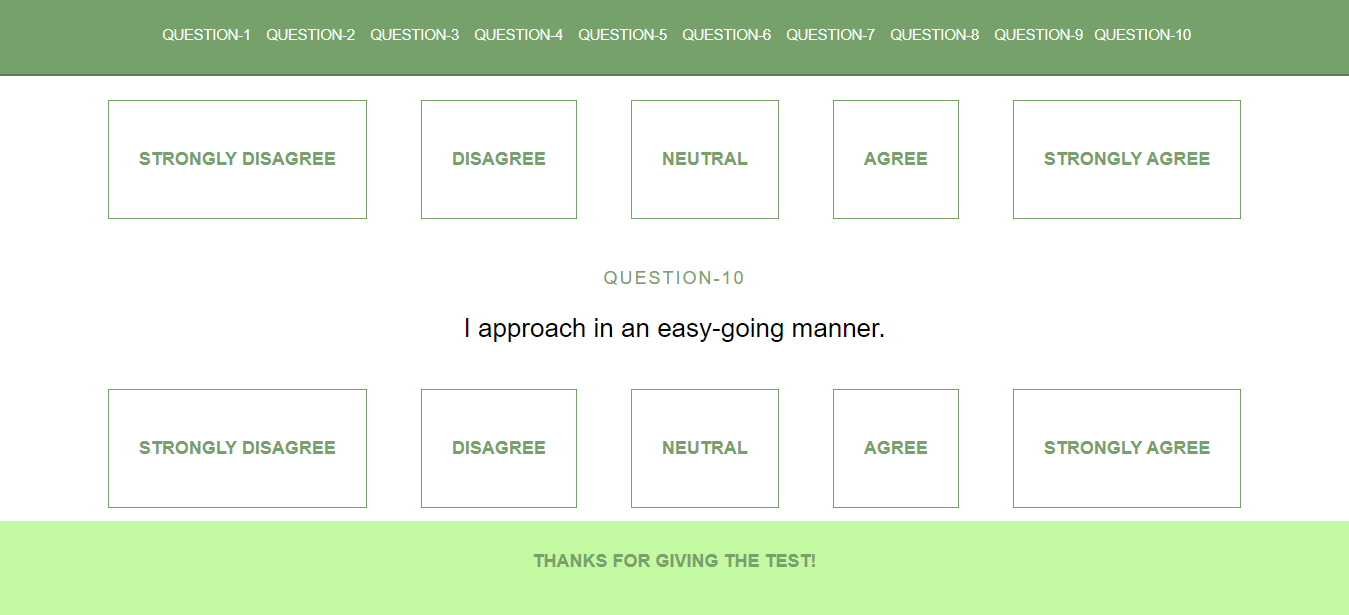 QUESTION-1 QUESTION-2 QUESTION-3 QUESTION-4 QUESTION-5 QUESTION-6 QUESTION-7 QUESTION-8 QUESTION-9 QUESTION-10
STRONGLY DISAGREE DISAGREE NEUTRAL AGREE STRONGLY AGREE
QUESTION-10
I approach in an easy-going manner.
STRONGLY DISAGREE DISAGREE NEUTRAL AGREE STRONGLY AGREE
THANKS FOR GIVING THE TEST!